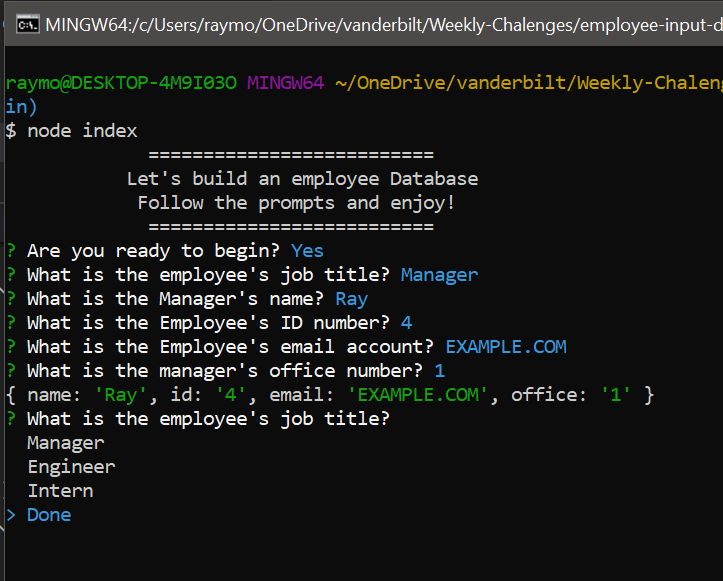 MINGW64:/c/Users/raymo/OneDrive/vanderbilt/Weekly-Chalenges/employee-input-d
raymo@DESKTOP-4M9I03O MINGW64 ~/OneDrive/vanderbilt/Weekly-Chaleng
in)
$ node index
==========================
Let's build an employee Database
Follow the prompts and enjoy!
==========================
? Are you ready to begin? Yes
? What is the employee's job title? Manager
? What is the Manager's name? Ray
? What is the Employee's ID number? 4
? What is the Employee's email account? EXAMPLE.COM
? What is the manager's office number? 1
{ name: 'Ray', id: '4', email: 'EXAMPLE.COM', office: '1' }
? What is the employee's job title?
Manager
Engineer
Intern
> Done